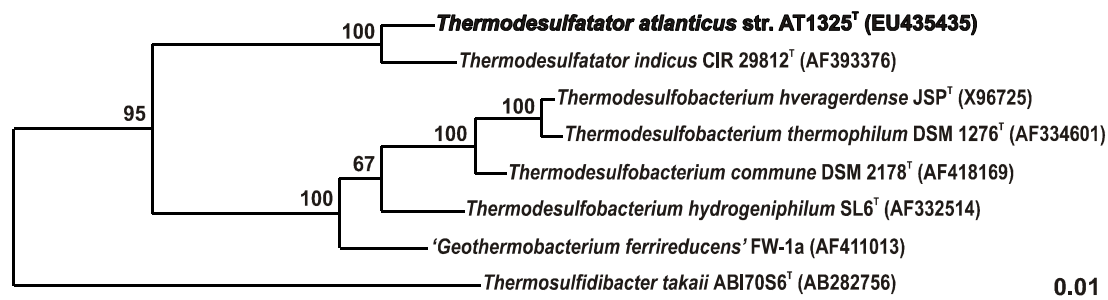 Thermodesulfatator atlanticus str. AT1325ᵀ (EU435435)
100
Thermodesulfatator indicus CIR 29812ᵀ (AF393376)
Thermodesulfobacterium hveragerdense JSPᵀ (X96725)
100
95
Thermodesulfobacterium thermophilum DSM 1276ᵀ (AF334601)
100
67
Thermodesulfobacterium commune DSM 2178ᵀ (AF418169)
100
Thermodesulfobacterium hydrogeniphilum SL6ᵀ (AF332514)
‘Geothermobacterium ferrireducens’ FW-1a (AF411013)
Thermosulfidibacter takaii ABI70S6ᵀ (AB282756)
0.01